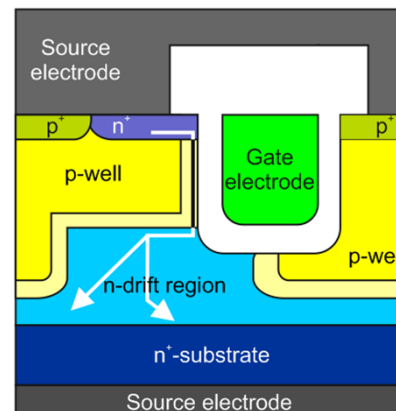 Source
electrode
p⁺
n⁺
p⁺
p-well
Gate
electrode
p-we
n-drift region
n⁺-substrate
Source electrode